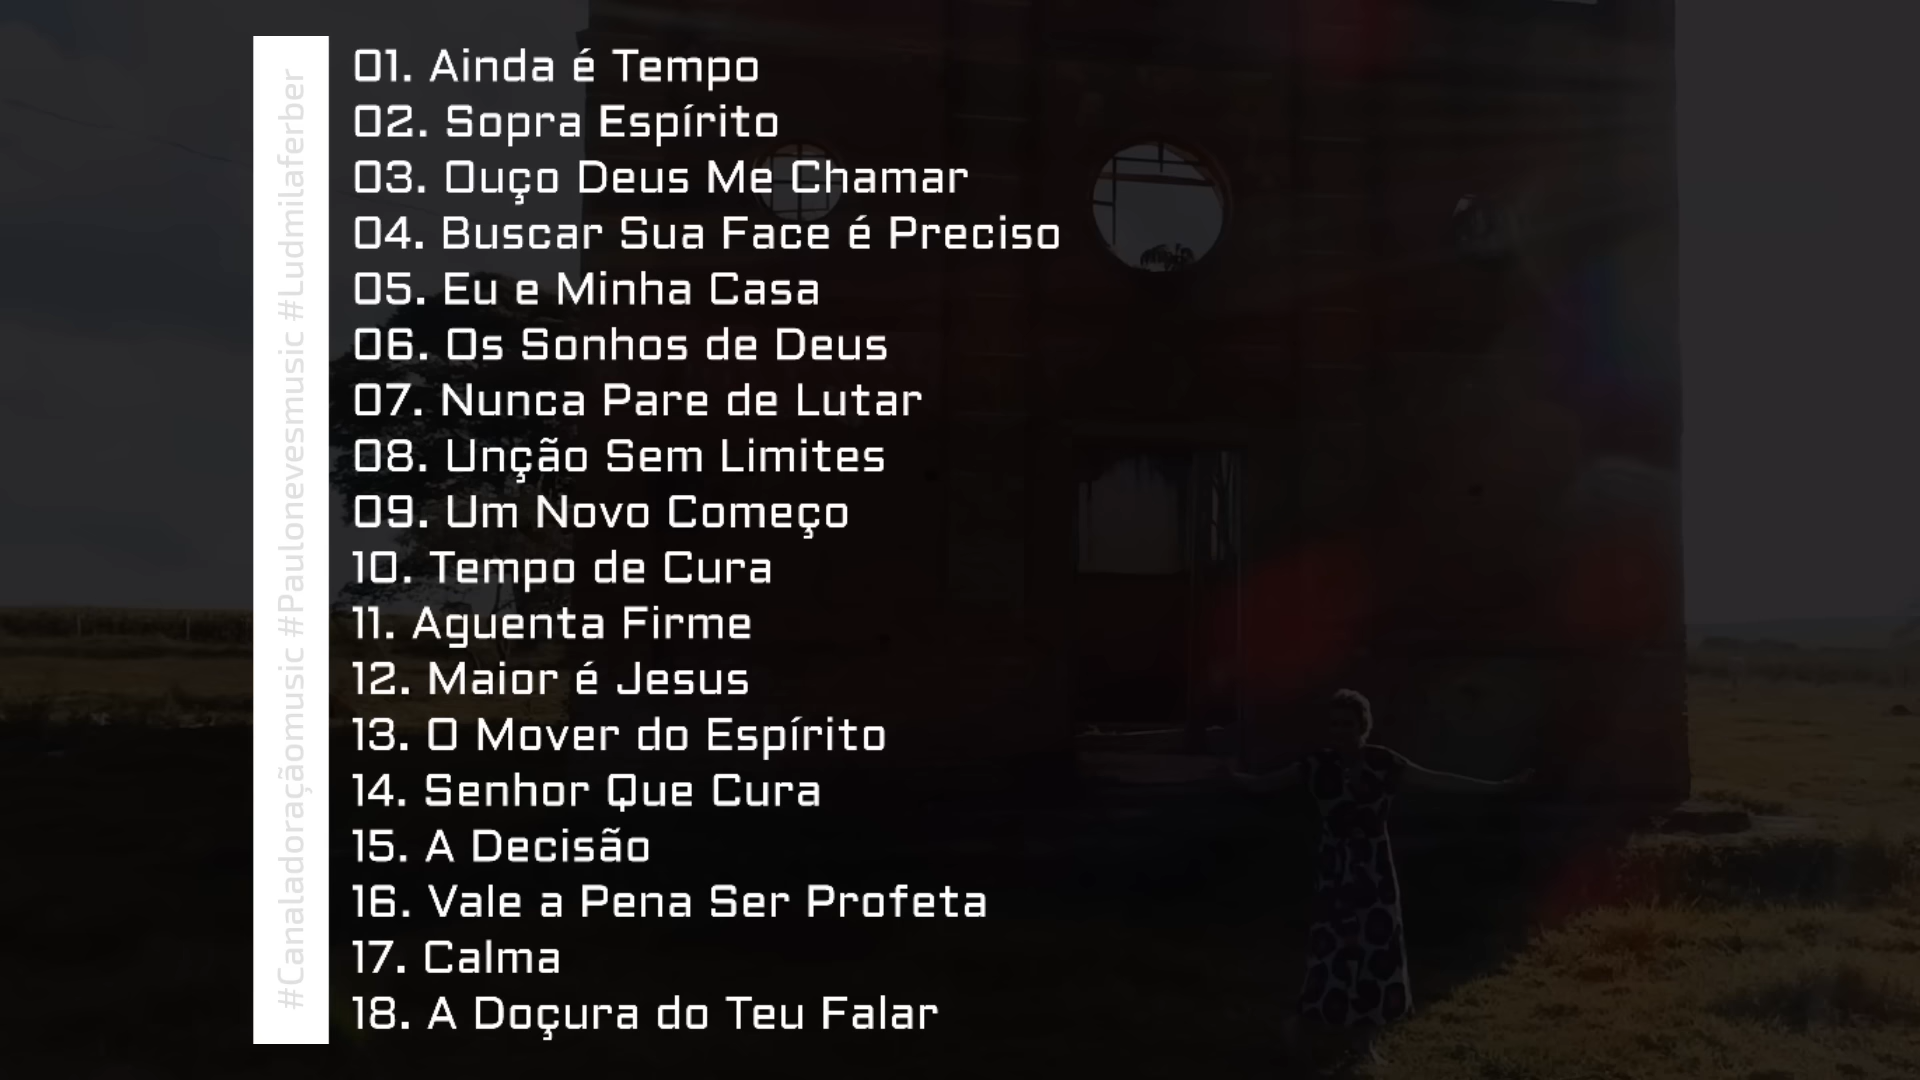 #Canaladoraçãomusic #Paulonevesmusic #Ludmilaferber
01. Ainda é Tempo
02. Sopra Espírito
03. Ouço Deus Me Chamar
04. Buscar Sua Face é Preciso
05. Eu e Minha Casa
06. Os Sonhos de Deus
07. Nunca Pare de Lutar
08. Unção Sem Limites
09. Um Novo Começo
10. Tempo de Cura
11. Aguenta Firme
12. Maior é Jesus
13. O Mover do Espírito
14. Senhor Que Cura
15. A Decisão
16. Vale a Pena Ser Profeta
17. Calma
18. A Doçura do Teu Falar